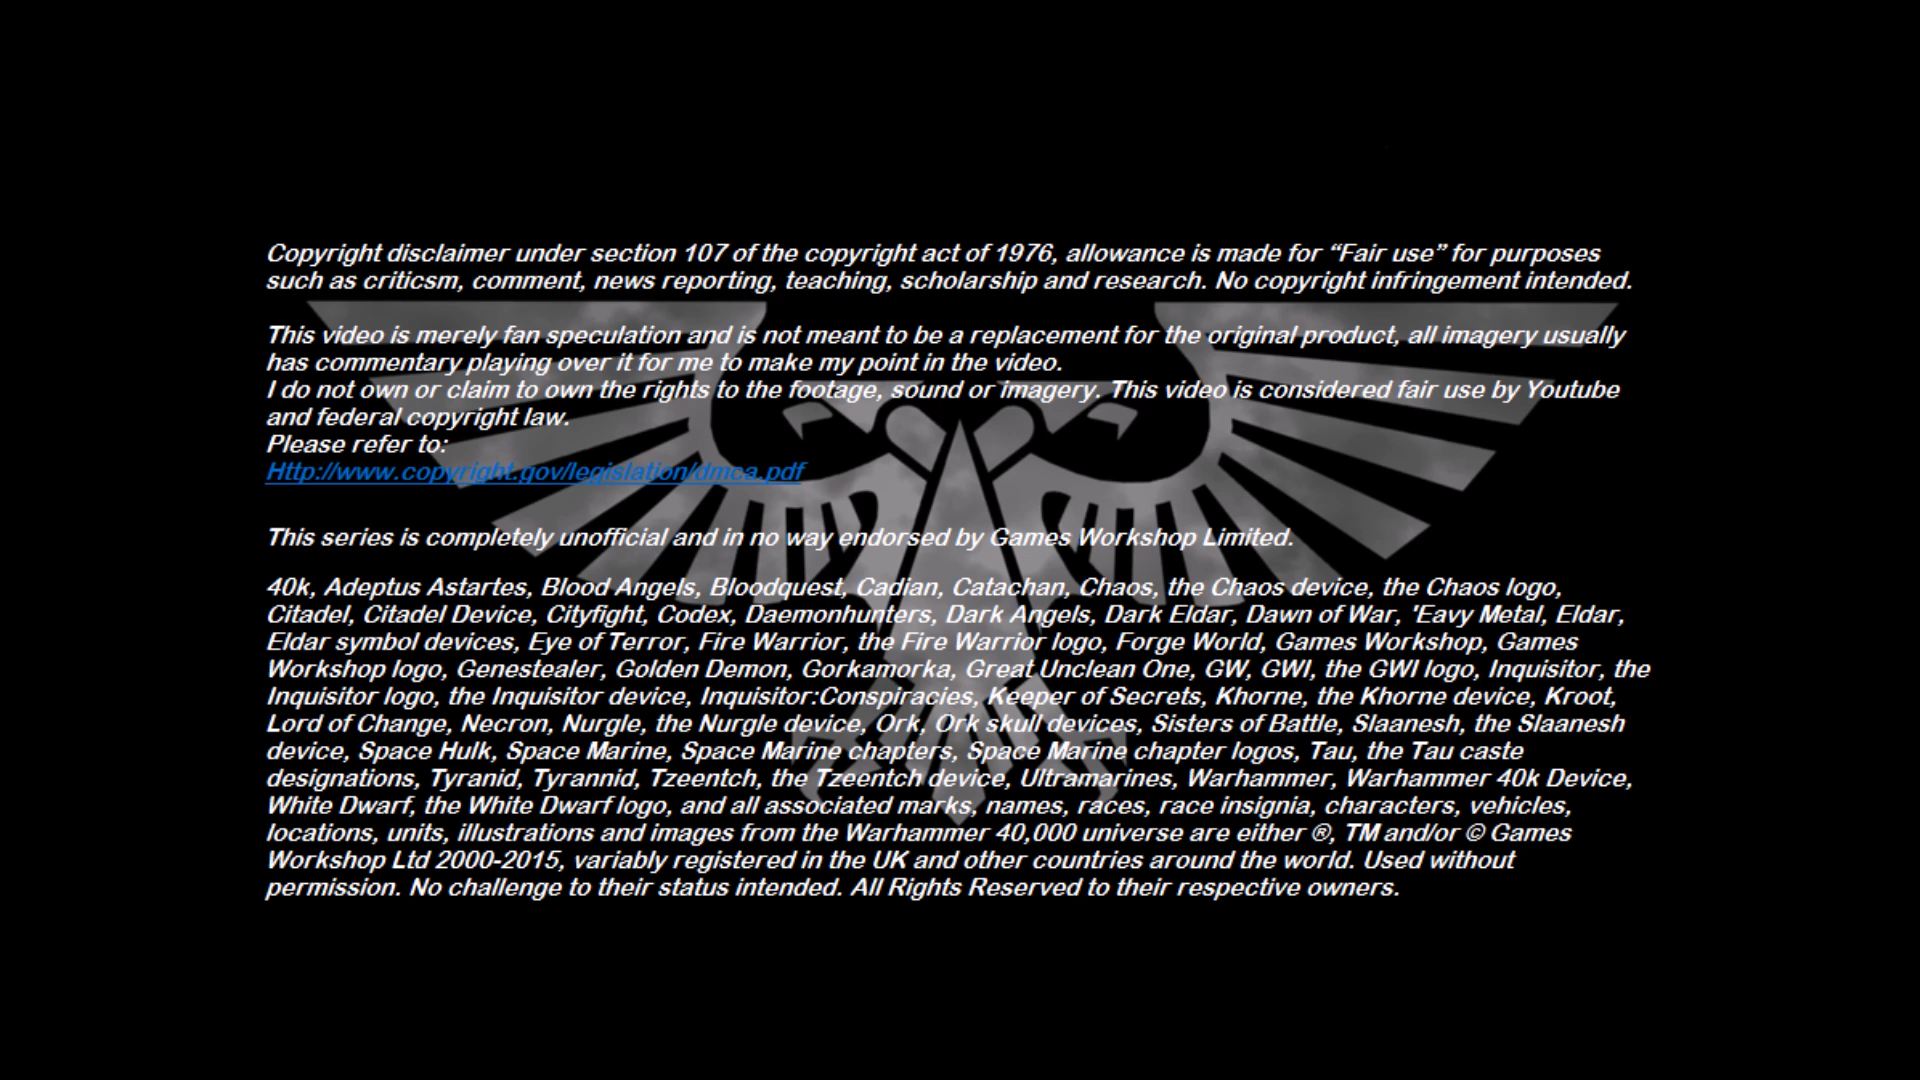 Copyright disclaimer under section 107 of the copyright act of 1976, allowance is made for “Fair use” for purposes
such as criticsm, comment, news reporting, teaching, scholarship and research. No copyright infringement intended.
This video is merely fan speculation and is not meant to be a replacement for the original product, all imagery usually
has commentary playing over it for me to make my point in the video.
I do not own or claim to own the rights to the footage, sound or imagery. This video is considered fair use by Youtube
and federal copyright law.
Please refer to:
Http://www.copyright.gov/legislation/dmca.pdf
This series is completely unofficial and in no way endorsed by Games Workshop Limited.
40k, Adeptus Astartes, Blood Angels, Bloodquest, Cadian, Catachan, Chaos, the Chaos device, the Chaos logo,
Citadel, Citadel Device, Cityfight, Codex, Daemonhunters, Dark Angels, Dark Eldar, Dawn of War, 'Eavy Metal, Eldar,
Eldar symbol devices, Eye of Terror, Fire Warrior, the Fire Warrior logo, Forge World, Games Workshop, Games
Workshop logo, Genestealer, Golden Demon, Gorkamorka, Great Unclean One, GW, GWI, the GWI logo, Inquisitor, the
Inquisitor logo, the Inquisitor device, Inquisitor:Conspiracies, Keeper of Secrets, Khorne, the Khorne device, Kroot,
Lord of Change, Necron, Nurgle, the Nurgle device, Ork, Ork skull devices, Sisters of Battle, Slaanesh, the Slaanesh
device, Space Hulk, Space Marine, Space Marine chapters, Space Marine chapter logos, Tau, the Tau caste
designations, Tyranid, Tyrannid, Tzeentch, the Tzeentch device, Ultramarines, Warhammer, Warhammer 40k Device,
White Dwarf, the White Dwarf logo, and all associated marks, names, races, race insignia, characters, vehicles,
locations, units, illustrations and images from the Warhammer 40,000 universe are either ®, TM and/or © Games
Workshop Ltd 2000-2015, variably registered in the UK and other countries around the world. Used without
permission. No challenge to their status intended. All Rights Reserved to their respective owners.